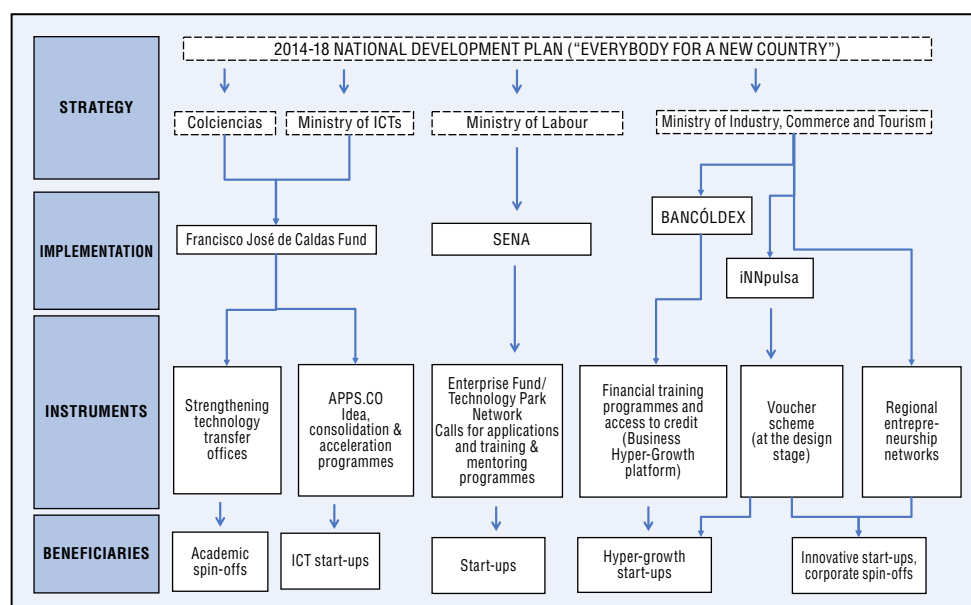 2014-18 NATIONAL DEVELOPMENT PLAN (“EVERYBODY FOR A NEW COUNTRY”)
STRATEGY
Colciencias
Ministry of ICTs
Ministry of Labour
Ministry of Industry, Commerce and Tourism
IMPLEMENTATION
Francisco José de Caldas Fund
SENA
BANCÓLDEX
iNNpulsa
INSTRUMENTS
Strengthening
technology
transfer
offices
APPS.CO
Idea,
consolidation &
acceleration
programmes
Enterprise Fund/
Technology Park
Network
Calls for applications
and training &
mentoring
programmes
Financial training
programmes and
access to credit
(Business
Hyper-Growth
platform)
Voucher
scheme
(at the design
stage)
Regional
entrepre-
neurship
networks
BENEFICIARIES
Academic
spin-offs
ICT start-ups
Start-ups
Hyper-growth
start-ups
Innovative start-ups,
corporate spin-offs